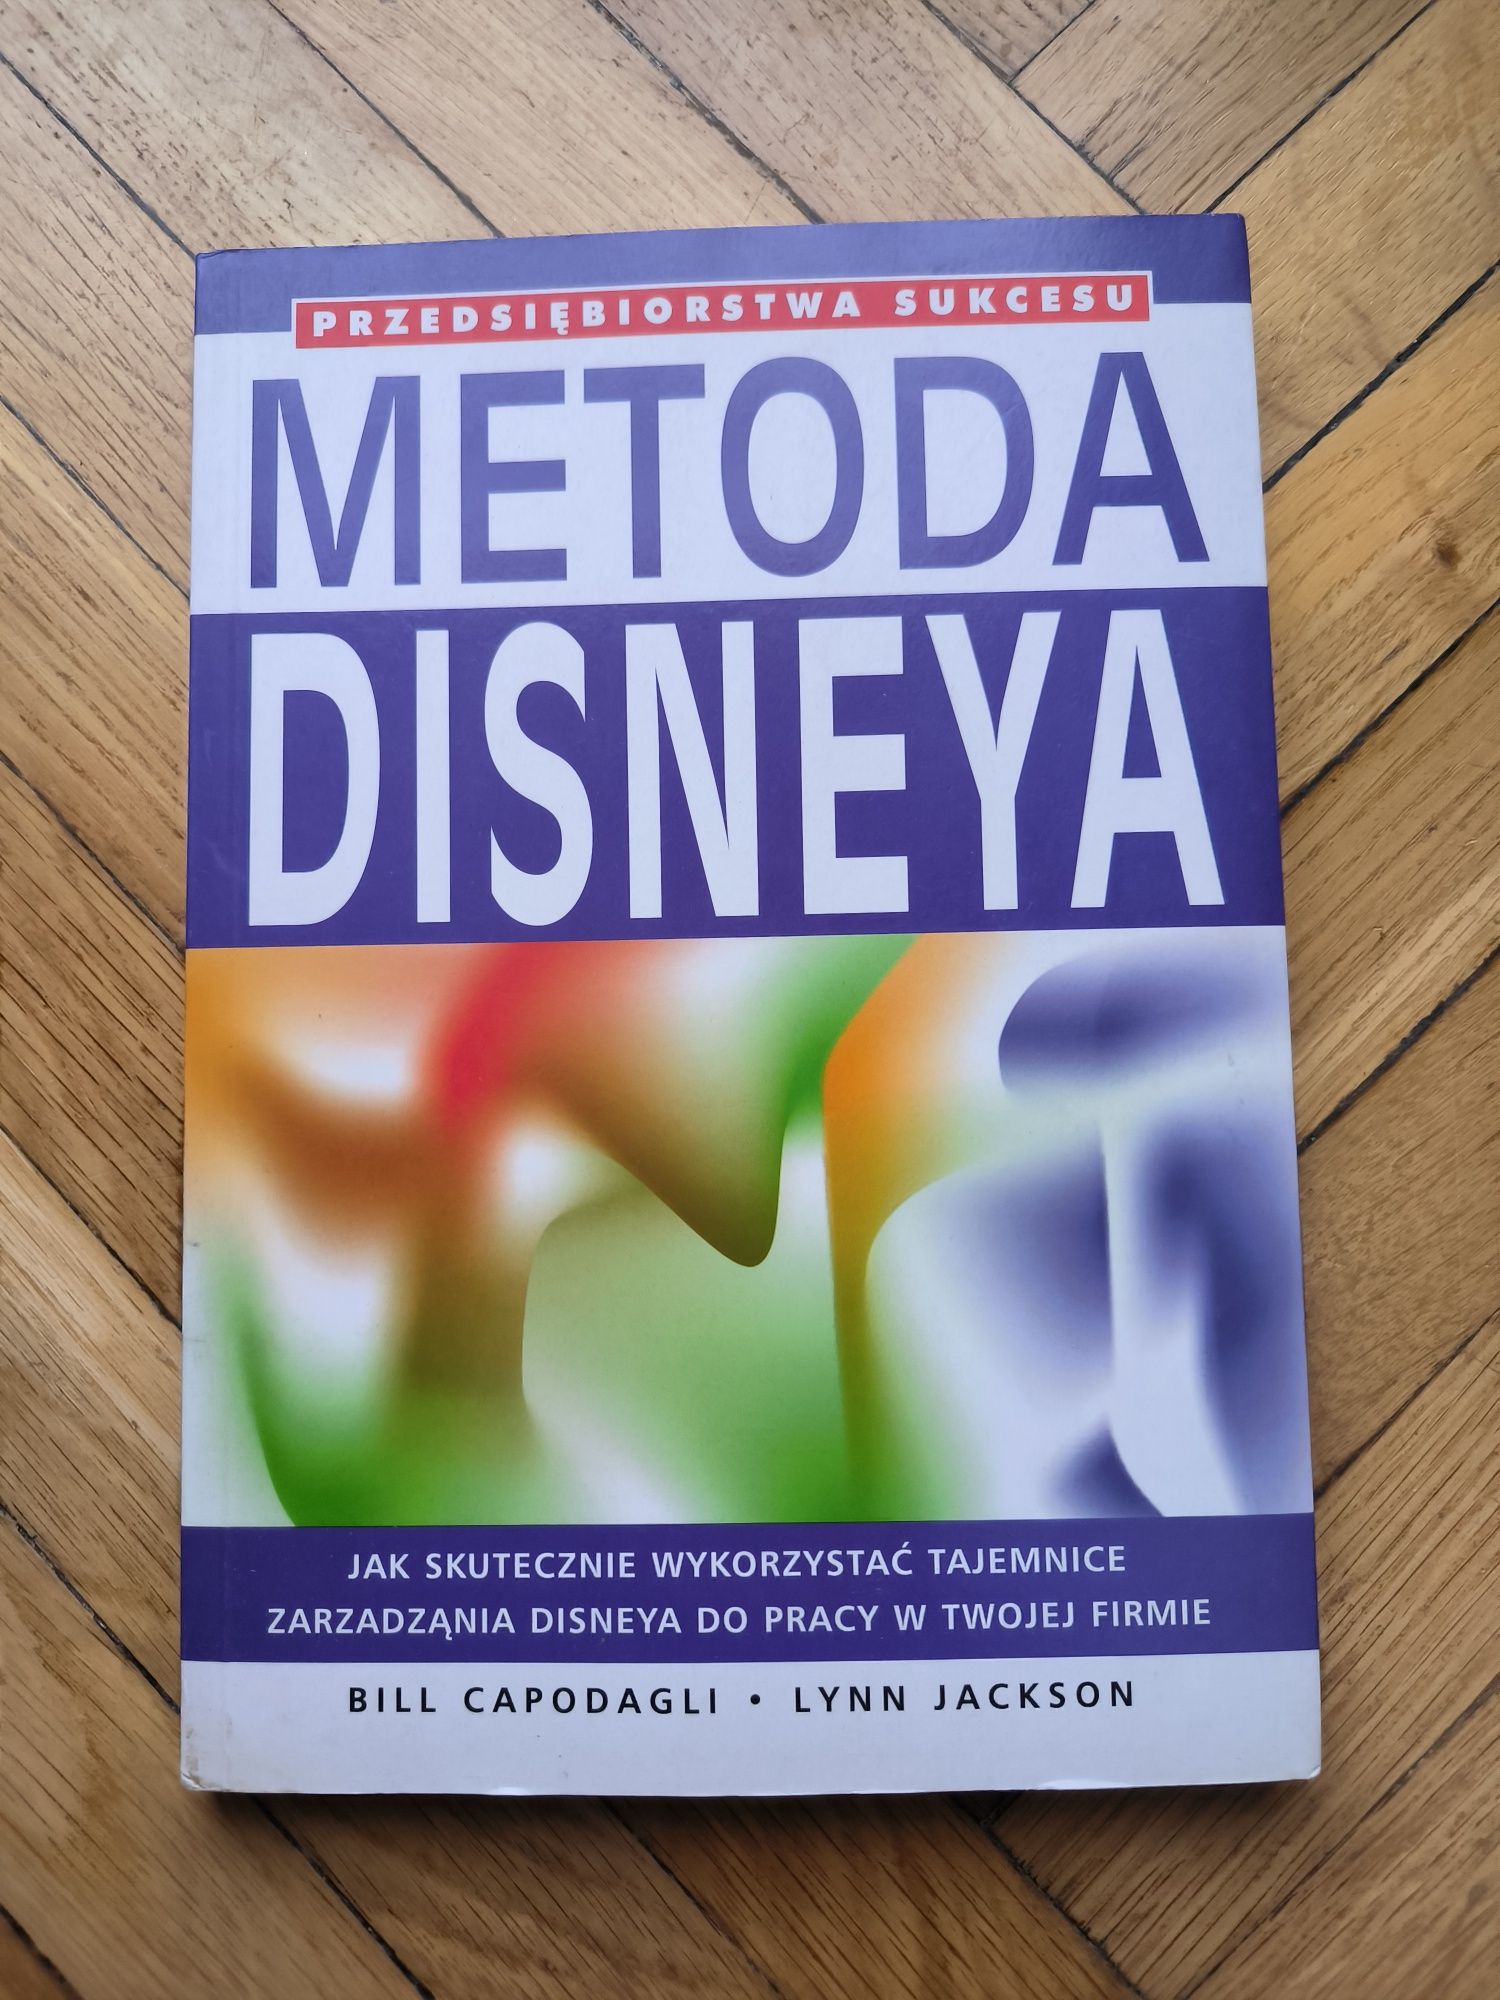 PRZEDSIĘBIORSTWA SUKCESU
METODA
DISNEYA
JAK SKUTECZNIE WYKORZYSTAĆ TAJEMNICE
ZARZADZĄNIA DISNEYA DO PRACY W TWOJEJ FIRMIE
BILL CAPODAGLI • LYNN JACKSON